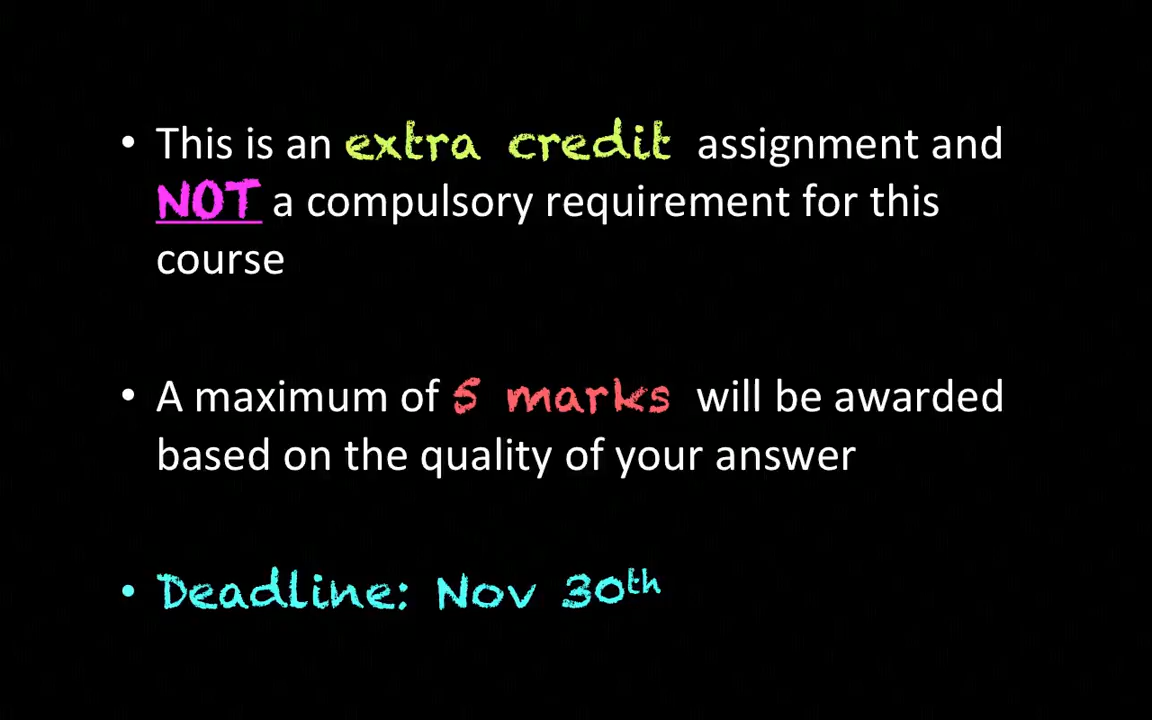 • This is an extra credit assignment and
NOT a compulsory requirement for this
course
• A maximum of 5 marks will be awarded
based on the quality of your answer
• Deadline: Nov 30th